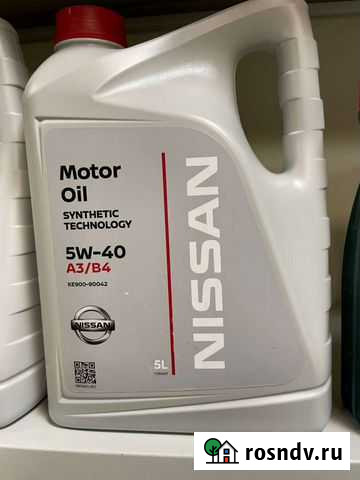 Motor
Oil
SYNTHETIC
TECHNOLOGY
5W-40
A3/B4
KE900-90042
NISSAN
5L
NISSAN
rosndv.ru